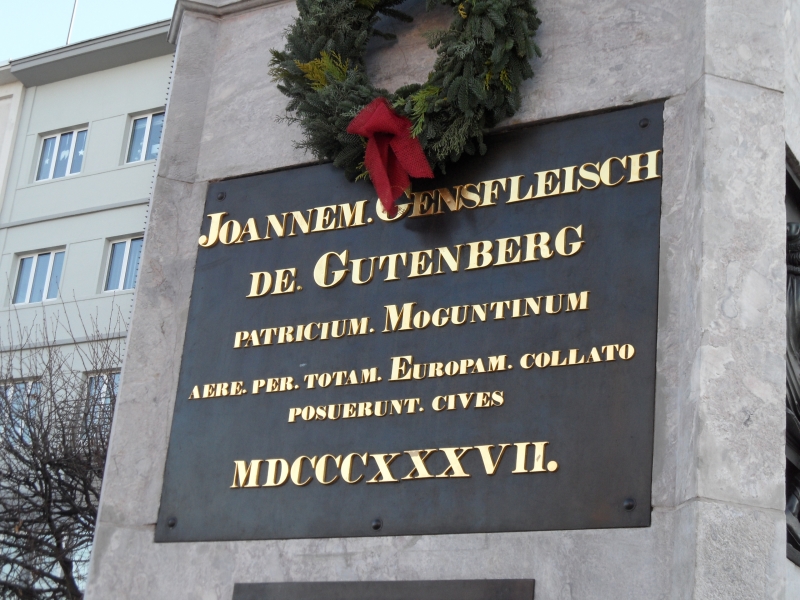 JOANNEM. GENSFLEISCH
DE. GUTENBERG
PATRICIUM. MOGUNTINUM
AERE. PER. TOTAM. EUROPAM. COLLATO
POSUERUNT. CIVES
MDCCCXXXVII.